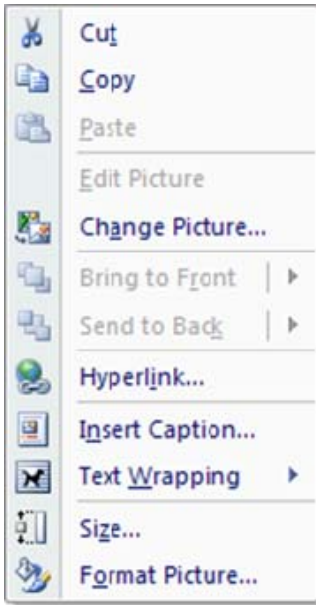 Cut
Copy
Paste
Edit Picture
Change Picture...
Bring to Front
Send to Back
Hyperlink...
Insert Caption...
Text Wrapping
Size...
Format Picture...